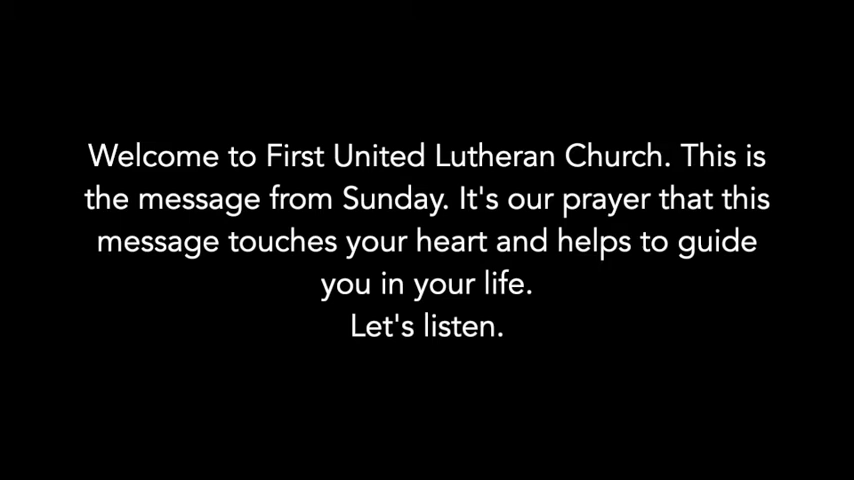 Welcome to First United Lutheran Church. This is
the message from Sunday. It's our prayer that this
message touches your heart and helps to guide
you in your life.
Let's listen.